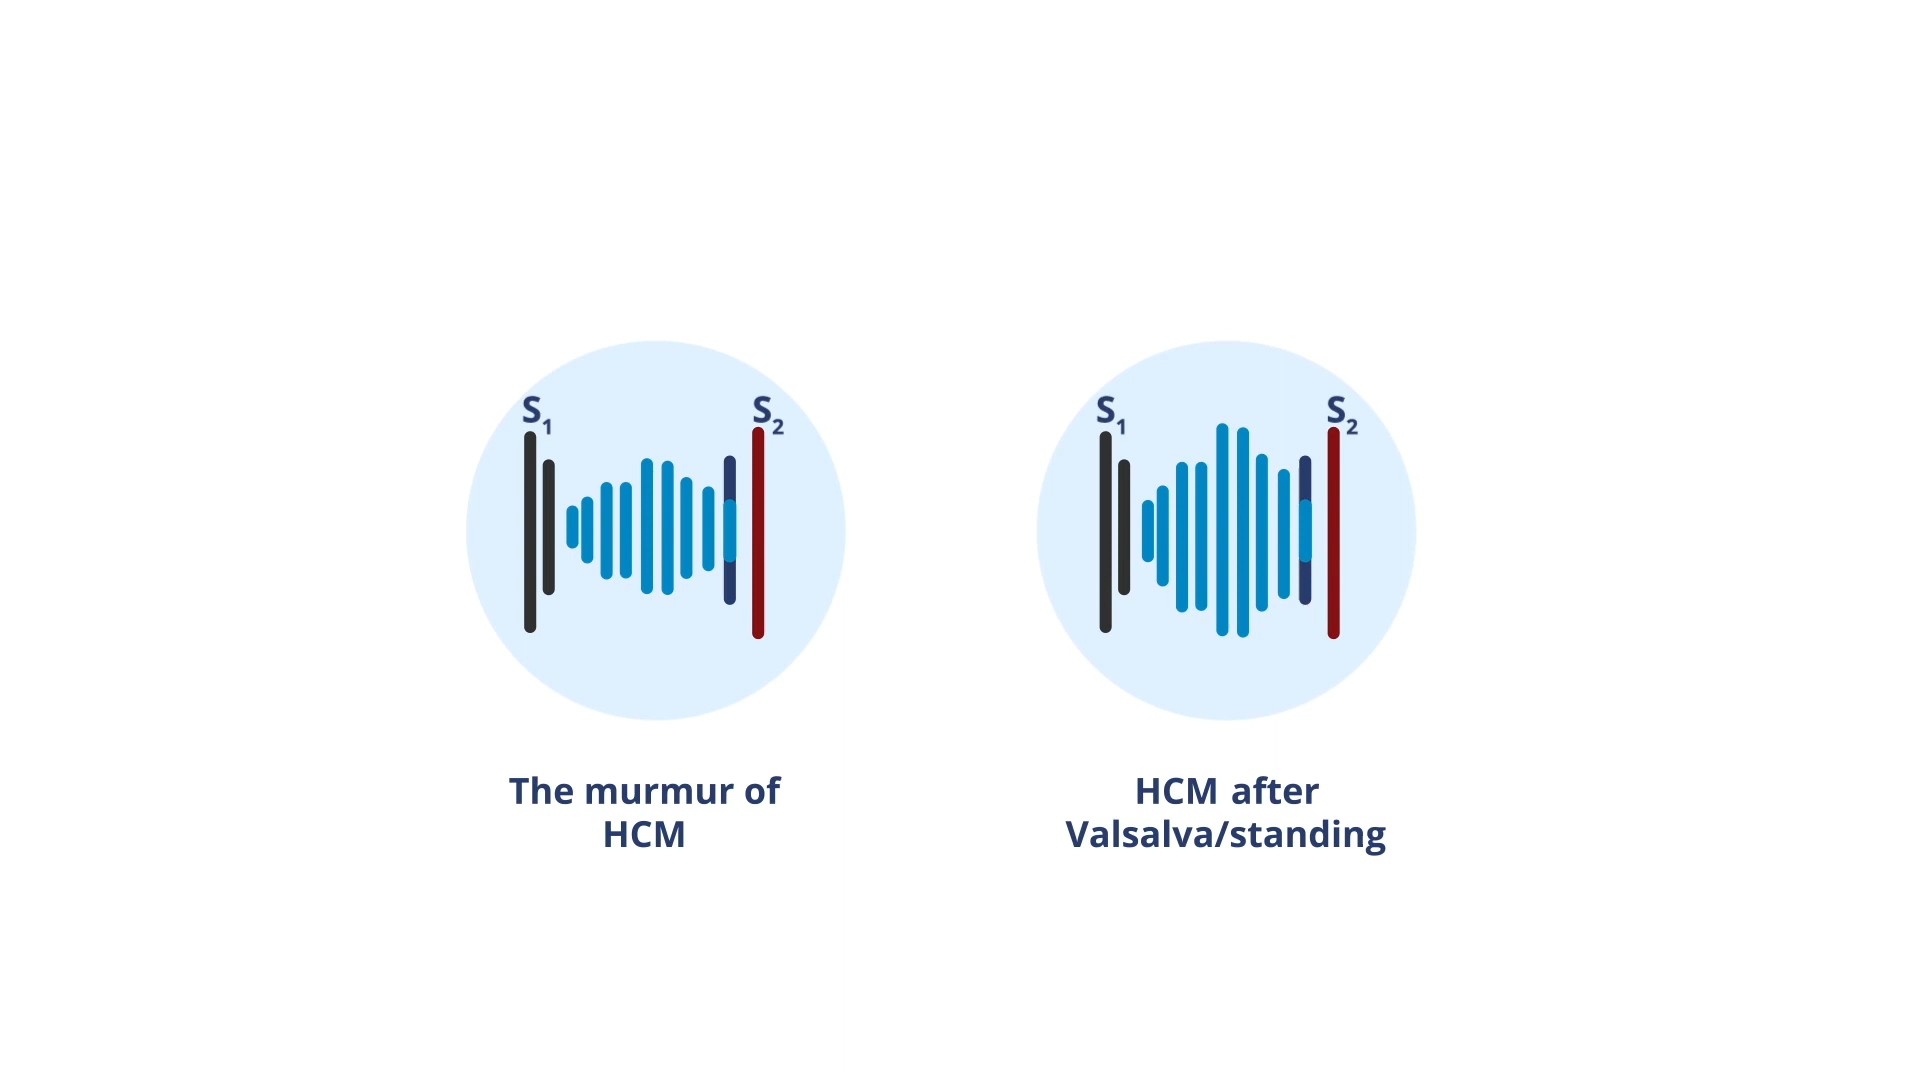 S₁ S₂ S₁ S₂
The murmur of
HCM
HCM after
Valsalva/standing